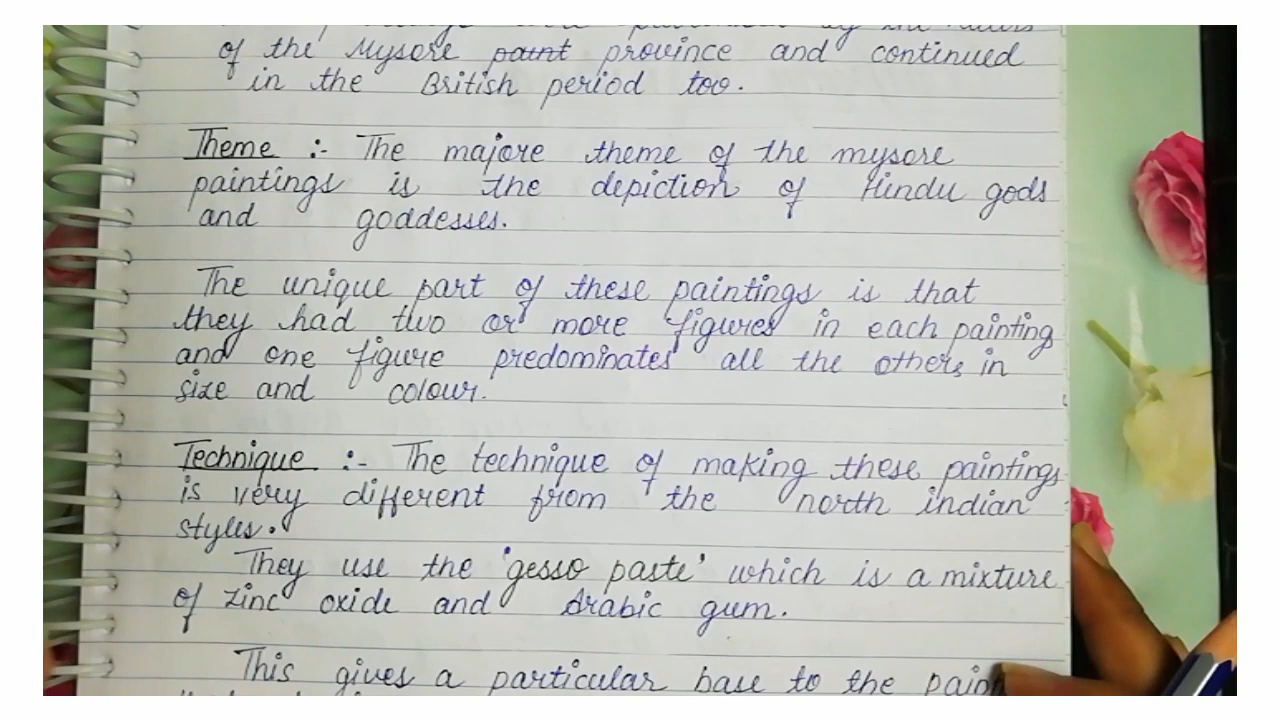 of the Mysore paint province and continued
in the British period too.
Theme :- The majore theme of the mysore
paintings is the depiction of Hindu gods
and goddesses.
The unique part of these paintings is that
they had two or more figures in each painting
and one figure predominates all the others in
size and colour.
Technique :- The technique of making these paintings
is very different from the north indian
styles.
They use the 'gesso paste' which is a mixture
of zinc oxide and Arabic gum.
This gives a particular base to the